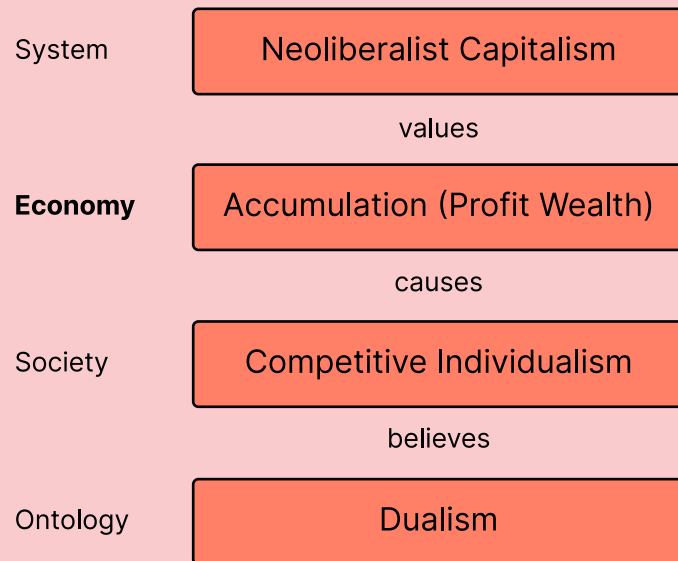 System
Neoliberalist Capitalism
values
Economy
Accumulation (Profit Wealth)
causes
Society
Competitive Individualism
believes
Ontology
Dualism